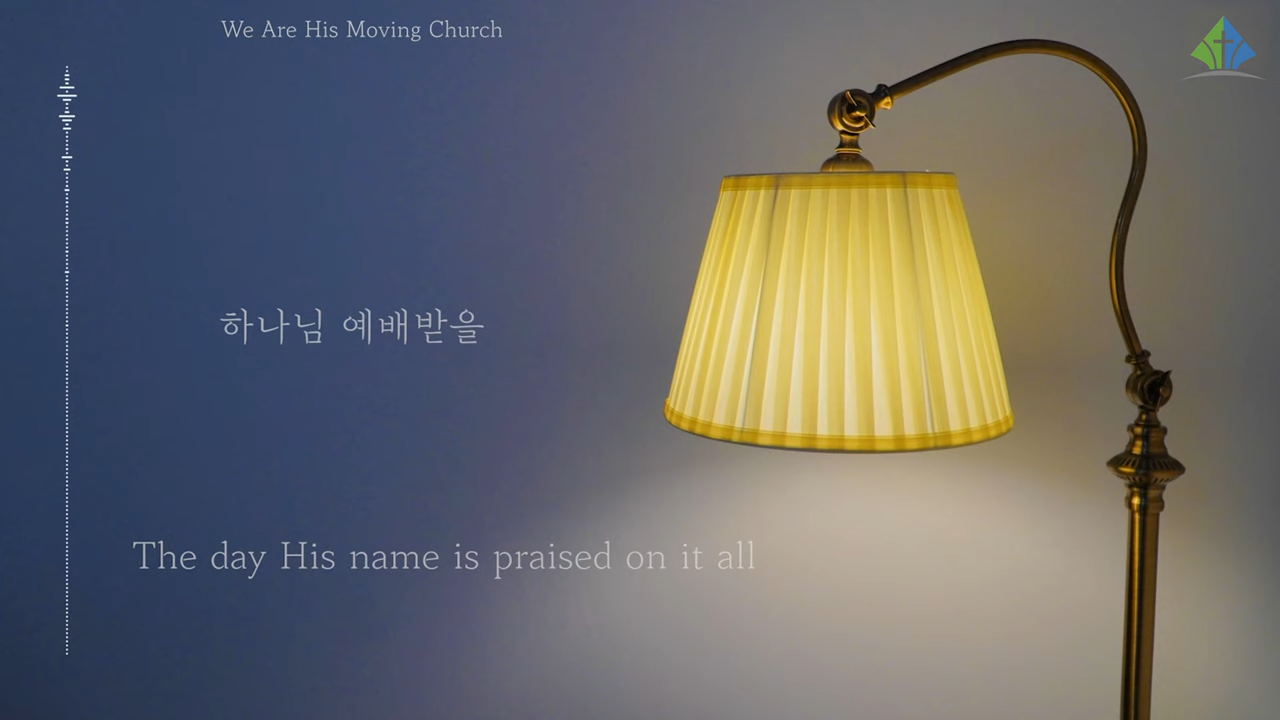 We Are His Moving Church
하나님 예배받을
The day His name is praised on it all